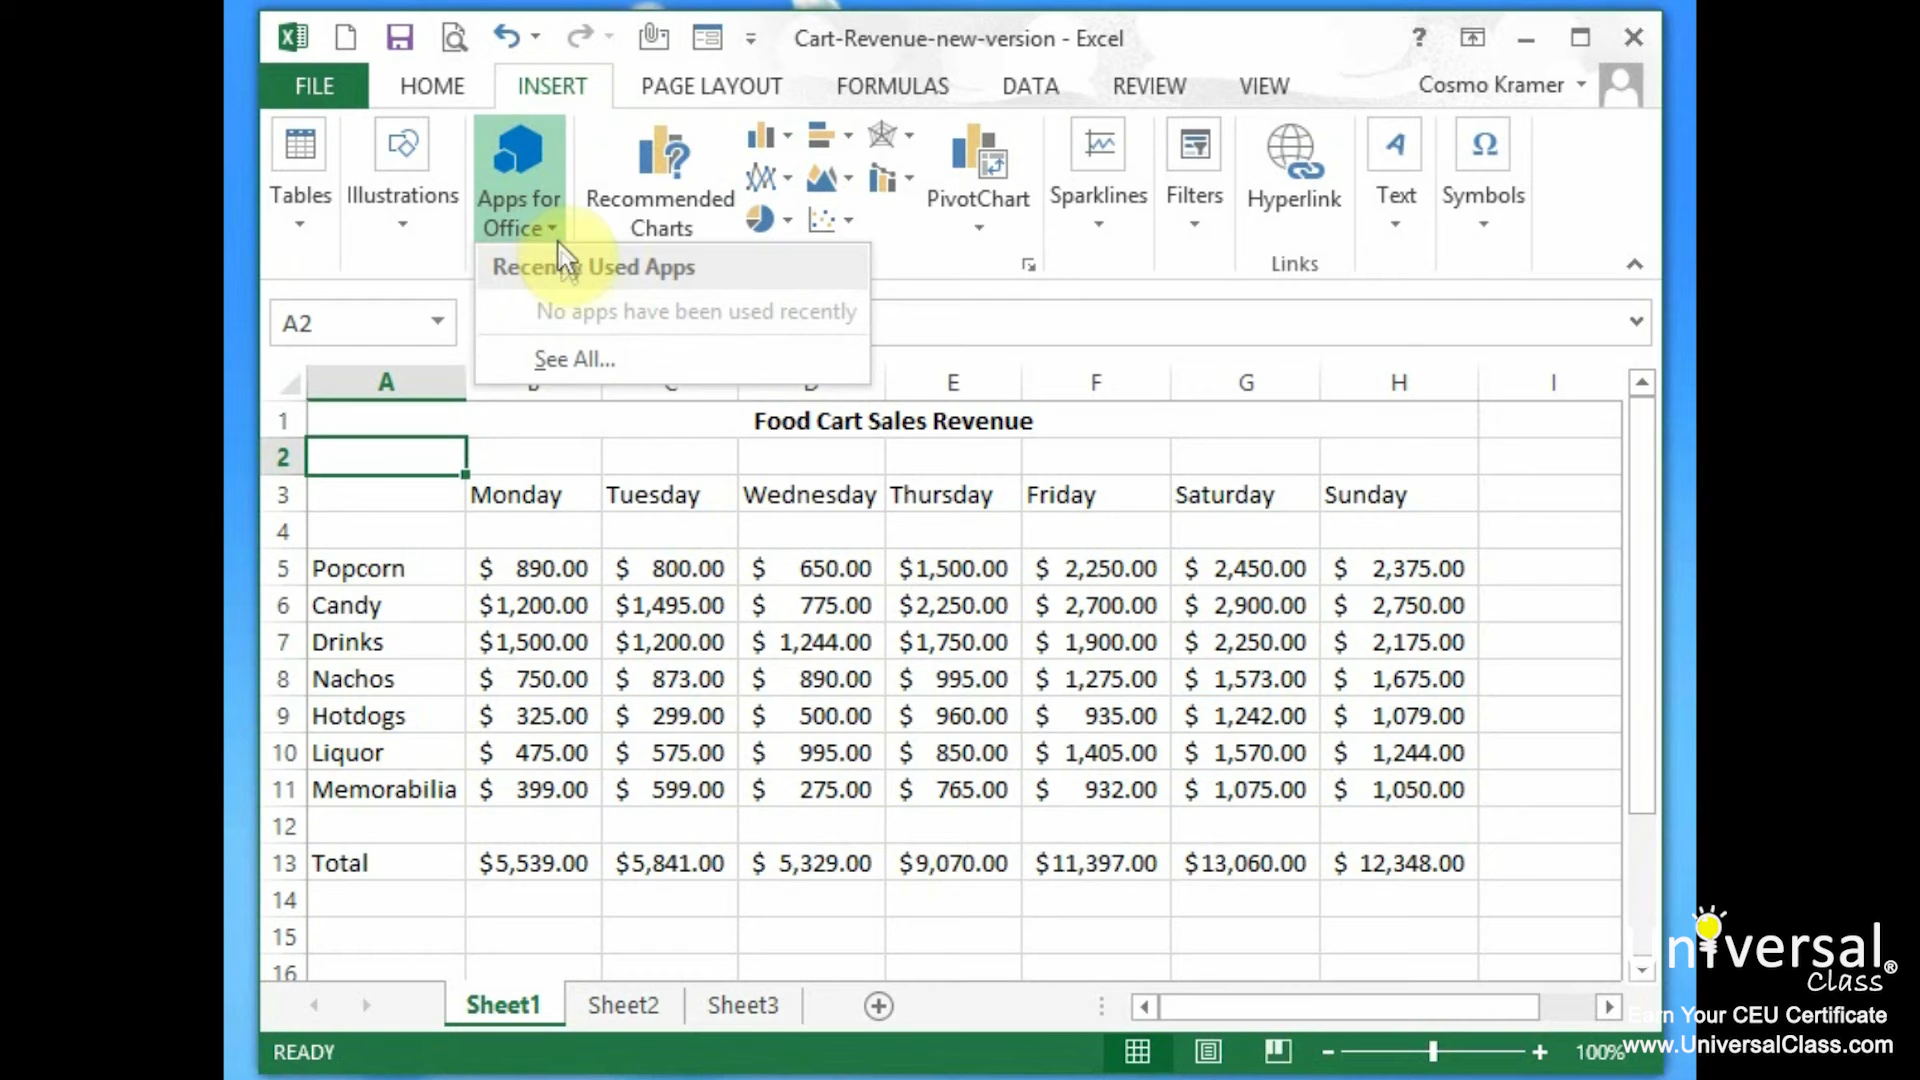 Cart-Revenue-new-version - Excel
?
FILE HOME INSERT PAGE LAYOUT FORMULAS DATA REVIEW VIEW Cosmo Kramer
Tables Illustrations Apps for Office Recommended Charts PivotChart Sparklines Filters Hyperlink Text Symbols
Links
Recently Used Apps
No apps have been used recently
See All...
A2
A B C D E F G H I
1 Food Cart Sales Revenue
2
3 Monday Tuesday Wednesday Thursday Friday Saturday Sunday
4
5 Popcorn $ 890.00 $ 800.00 $ 650.00 $1,500.00 $ 2,250.00 $ 2,450.00 $ 2,375.00
6 Candy $1,200.00 $1,495.00 $ 775.00 $2,250.00 $ 2,700.00 $ 2,900.00 $ 2,750.00
7 Drinks $1,500.00 $1,200.00 $ 1,244.00 $1,750.00 $ 1,900.00 $ 2,250.00 $ 2,175.00
8 Nachos $ 750.00 $ 873.00 $ 890.00 $ 995.00 $ 1,275.00 $ 1,573.00 $ 1,675.00
9 Hotdogs $ 325.00 $ 299.00 $ 500.00 $ 960.00 $ 935.00 $ 1,242.00 $ 1,079.00
10 Liquor $ 475.00 $ 575.00 $ 995.00 $ 850.00 $ 1,405.00 $ 1,570.00 $ 1,244.00
11 Memorabilia $ 399.00 $ 599.00 $ 275.00 $ 765.00 $ 932.00 $ 1,075.00 $ 1,050.00
12
13 Total $5,539.00 $5,841.00 $ 5,329.00 $9,070.00 $11,397.00 $13,060.00 $ 12,348.00
14
15
16
Sheet1 Sheet2 Sheet3
READY 100%
Universal
Class®
Earn Your CEU Certificate
www.UniversalClass.com